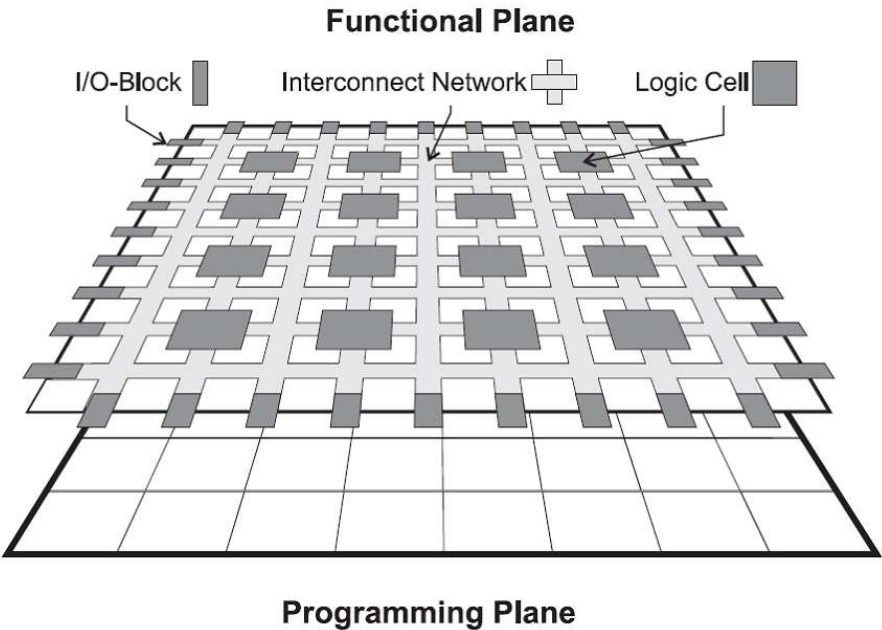 Functional Plane
I/O-Block
Interconnect Network
Logic Cell
Programming Plane